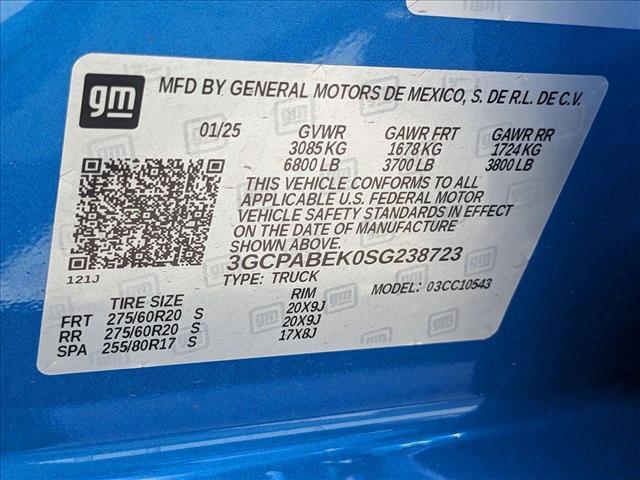 gm
MFD BY GENERAL MOTORS DE MEXICO, S. DE R.L. DE C.V.
01/25 GVWR GAWR FRT GAWR RR
3085 KG 1678 KG 1724 KG
6800 LB 3700 LB 3800 LB
THIS VEHICLE CONFORMS TO ALL
APPLICABLE U.S. FEDERAL MOTOR
VEHICLE SAFETY STANDARDS IN EFFECT
ON THE DATE OF MANUFACTURE
SHOWN ABOVE.
3GCPABEK0SG238723
121J
TYPE: TRUCK MODEL: 03CC10543
TIRE SIZE RIM
FRT 275/60R20 S 20X9J
RR 275/60R20 S 20X9J
SPA 255/80R17 S 17X8J